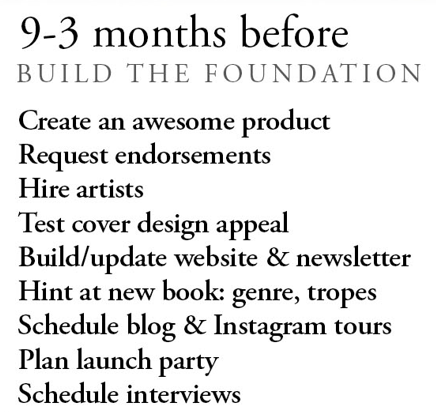 9-3 months before
BUILD THE FOUNDATION
Create an awesome product
Request endorsements
Hire artists
Test cover design appeal
Build/update website & newsletter
Hint at new book: genre, tropes
Schedule blog & Instagram tours
Plan launch party
Schedule interviews